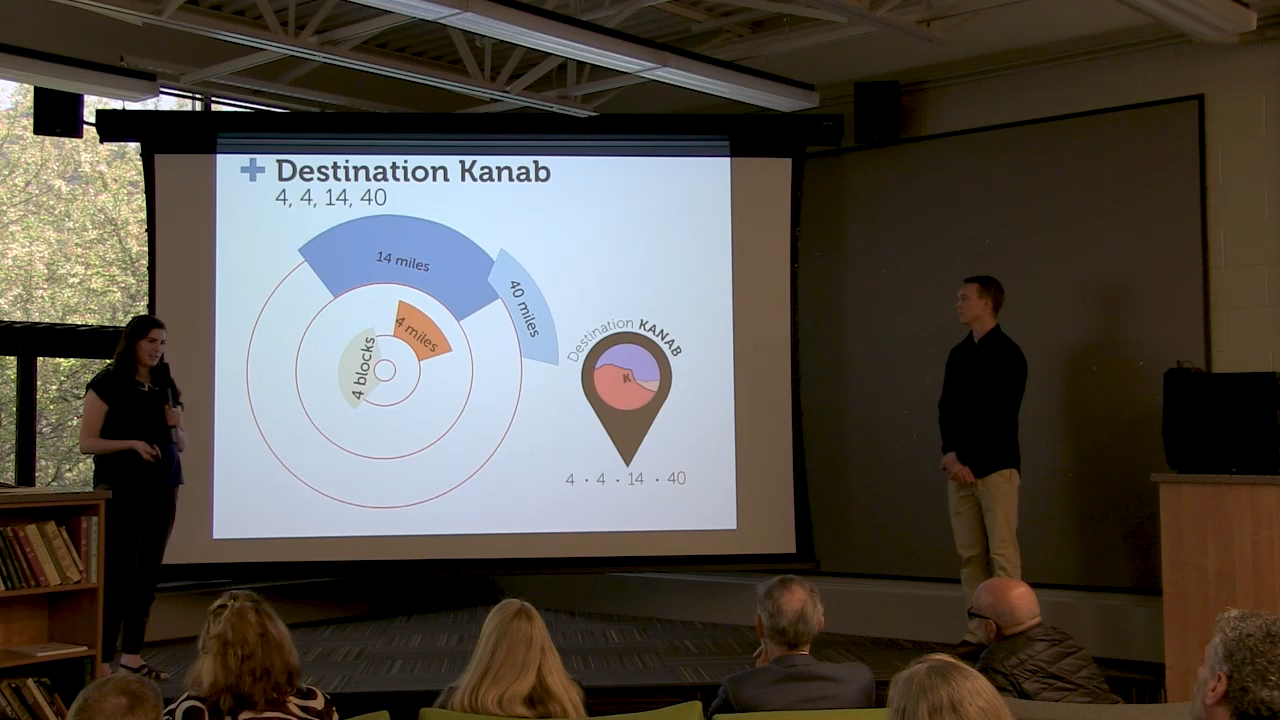 + Destination Kanab
4, 4, 14, 40
14 miles
40 miles
4 miles
4 blocks
Destination KANAB
K
4 · 4 · 14 · 40